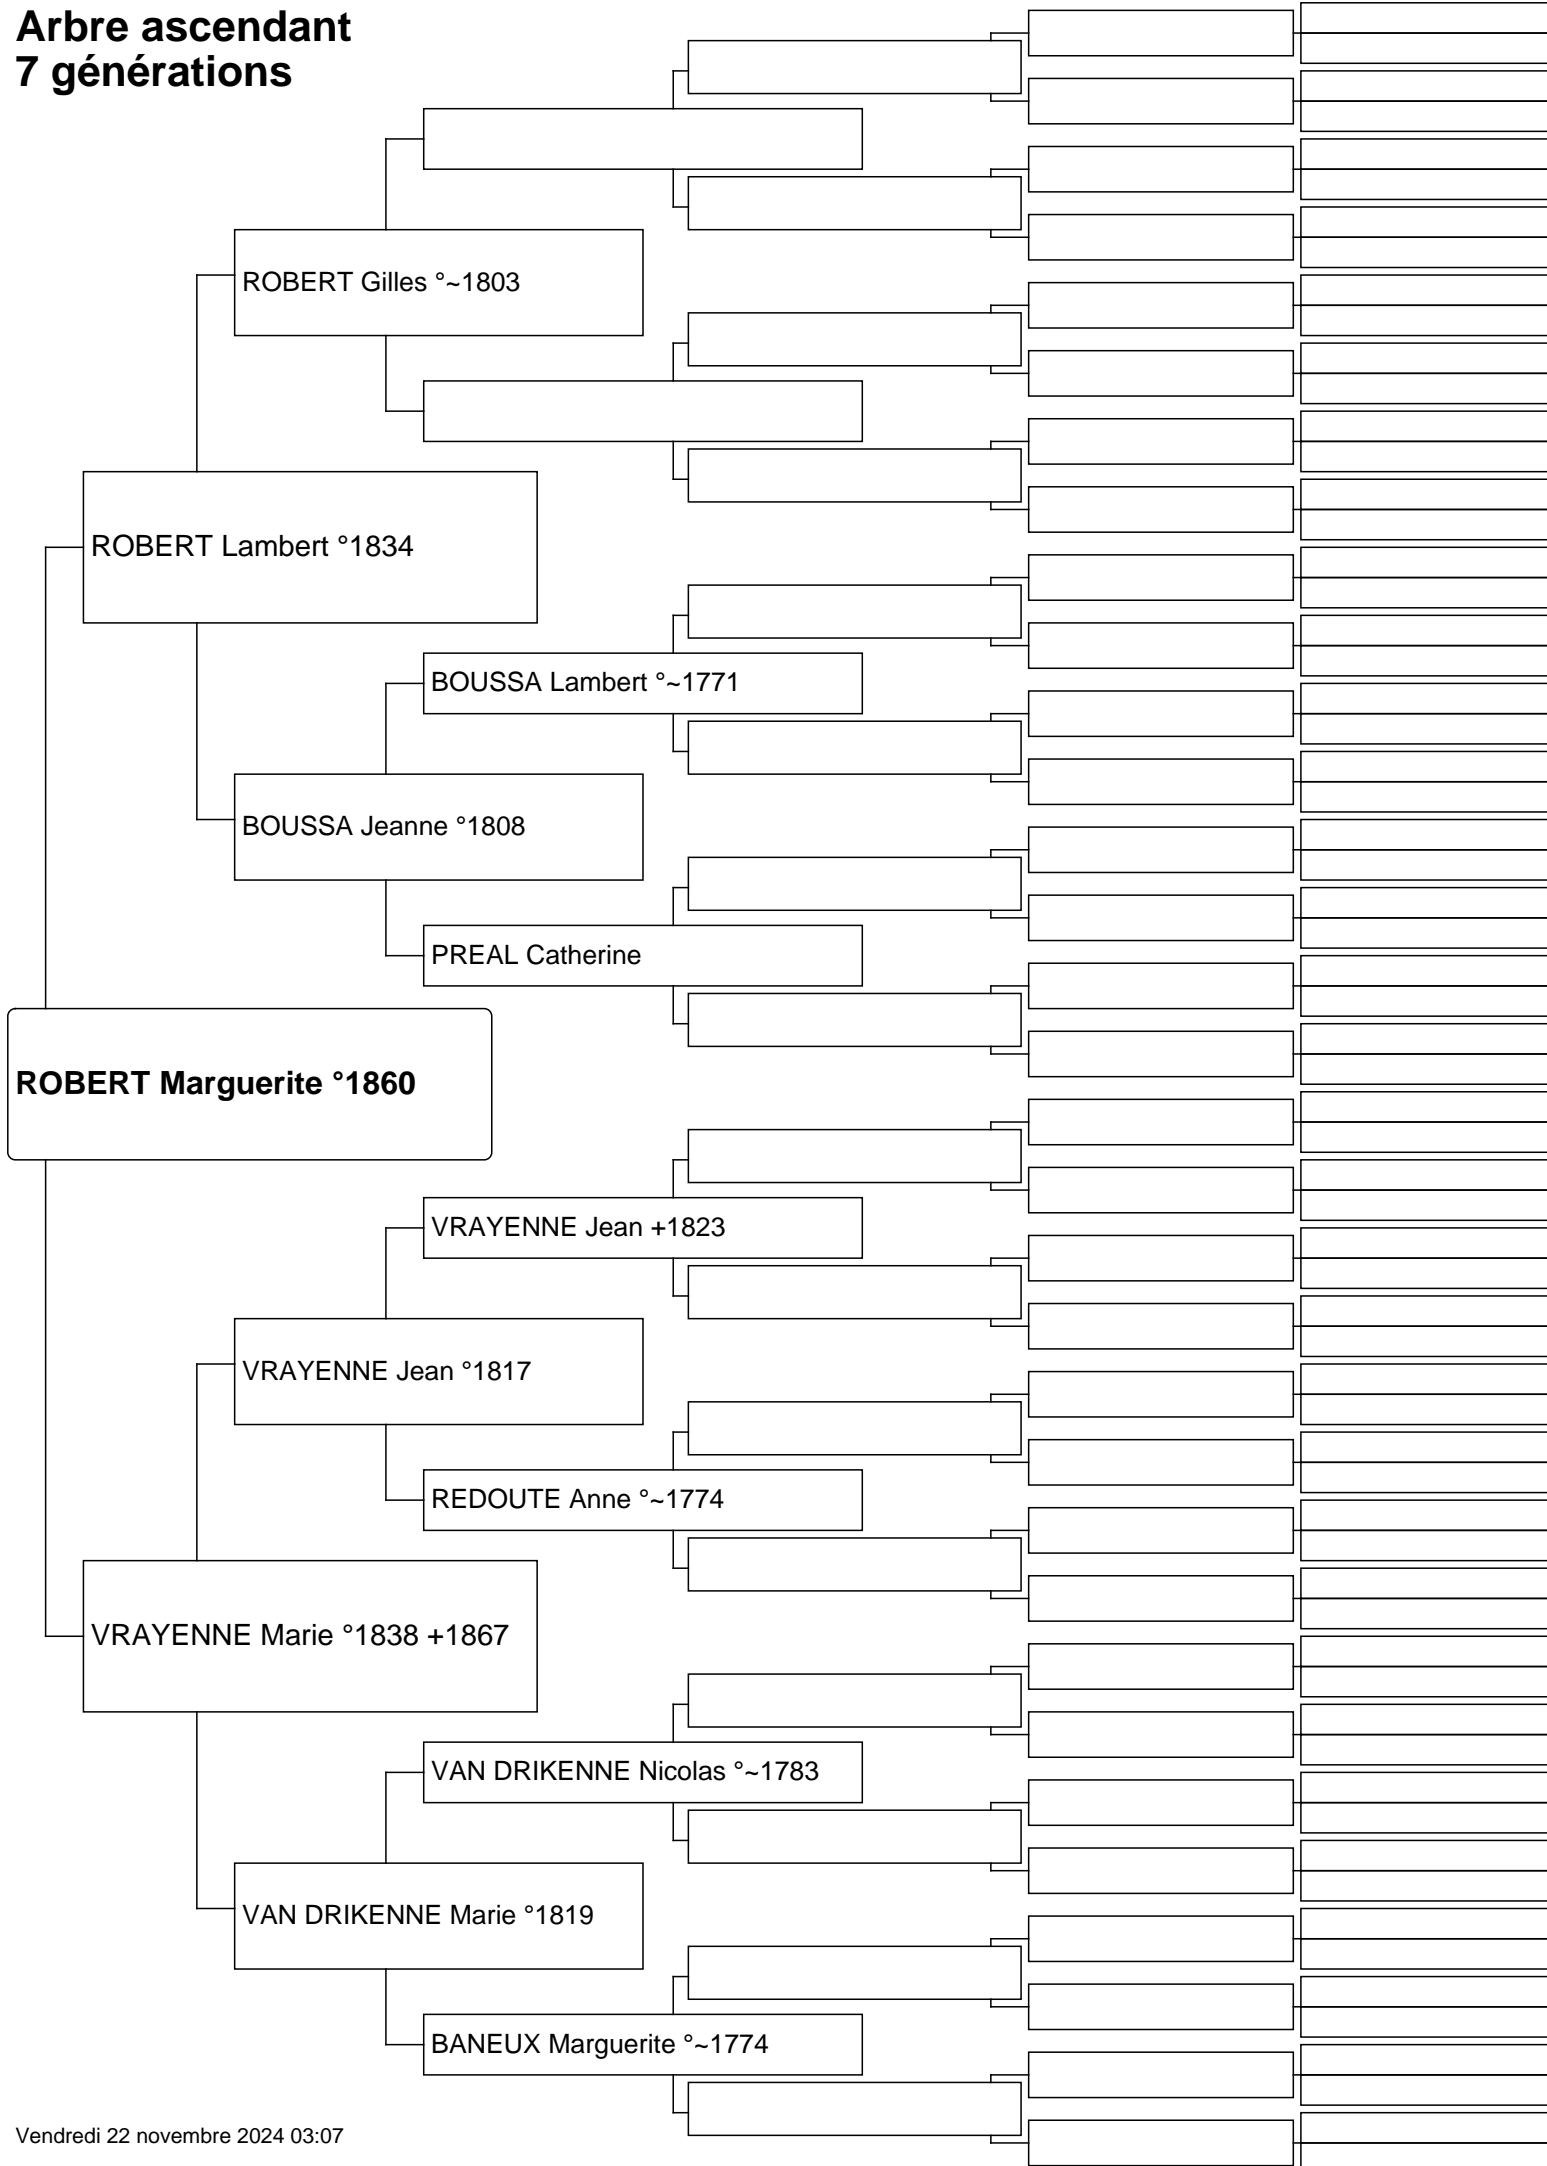 Arbre ascendant
7 générations
ROBERT Gilles °~1803
ROBERT Lambert °1834
BOUSSA Lambert °~1771
BOUSSA Jeanne °1808
PREAL Catherine
ROBERT Marguerite °1860
VRAYENNE Jean +1823
VRAYENNE Jean °1817
REDOUTE Anne °~1774
VRAYENNE Marie °1838 +1867
VAN DRIKENNE Nicolas °~1783
VAN DRIKENNE Marie °1819
BANEUX Marguerite °~1774
Vendredi 22 novembre 2024 03:07